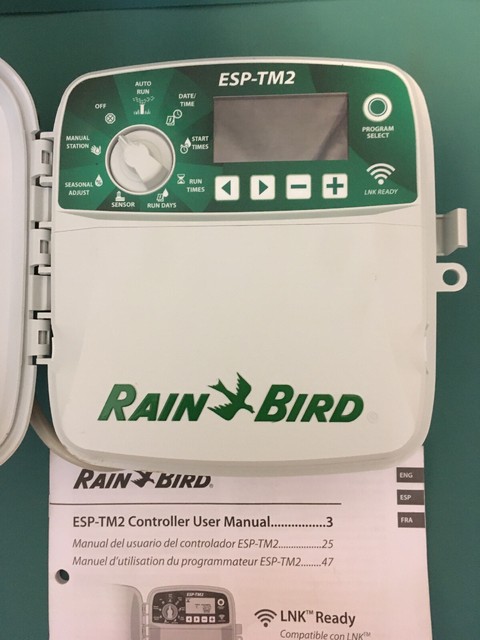 ESP-TM2
AUTO
RUN
DATE/
TIME
OFF
START
TIMES
MANUAL
STATION
RUN
TIMES
SEASONAL
ADJUST
SENSOR
RUN DAYS
PROGRAM
SELECT
LNK READY
RAIN BIRD®
RAIN BIRD®
ENG
ESP
FRA
ESP-TM2 Controller User Manual...............3
Manual del usuario del controlador ESP-TM2..............25
Manuel d'utilisation du programmateur ESP-TM2.......47
ESP-TM2
LNK™ Ready
Compatible con LNK™